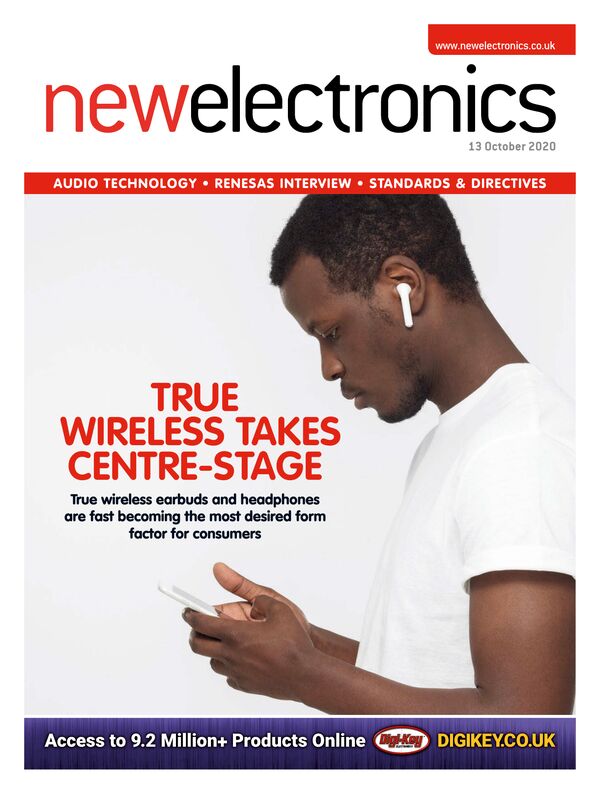 www.newelectronics.co.uk
newelectronics
13 October 2020
AUDIO TECHNOLOGY • RENESAS INTERVIEW • STANDARDS & DIRECTIVES
TRUE
WIRELESS TAKES
CENTRE-STAGE
True wireless earbuds and headphones
are fast becoming the most desired form
factor for consumers
Access to 9.2 Million+ Products Online Digi-Key ELECTRONICS DIGIKEY.CO.UK